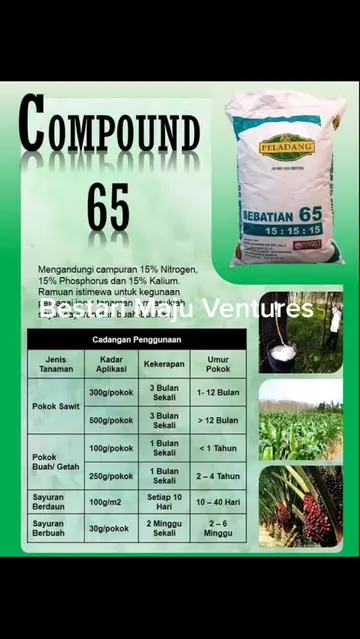 COMPOUND
65
PELADANG
SEBATIAN 65
15 : 15 : 15
Mengandungi campuran 15% Nitrogen,
15% Phosphorus dan 15% Kalium.
Ramuan istimewa untuk kegunaan
Bestari Maju Ventures
Cadangan Penggunaan
Jenis Tanaman Kadar Aplikasi Kekerapan Umur Pokok
Pokok Sawit 300g/pokok 3 Bulan Sekali 1- 12 Bulan
500g/pokok 3 Bulan Sekali > 12 Bulan
Pokok Buah/ Getah 100g/pokok 1 Bulan Sekali < 1 Tahun
250g/pokok 1 Bulan Sekali 2 – 4 Tahun
Sayuran Berdaun 100g/m2 Setiap 10 Hari 10 – 40 Hari
Sayuran Berbuah 30g/pokok 2 Minggu Sekali 2 – 6 Minggu